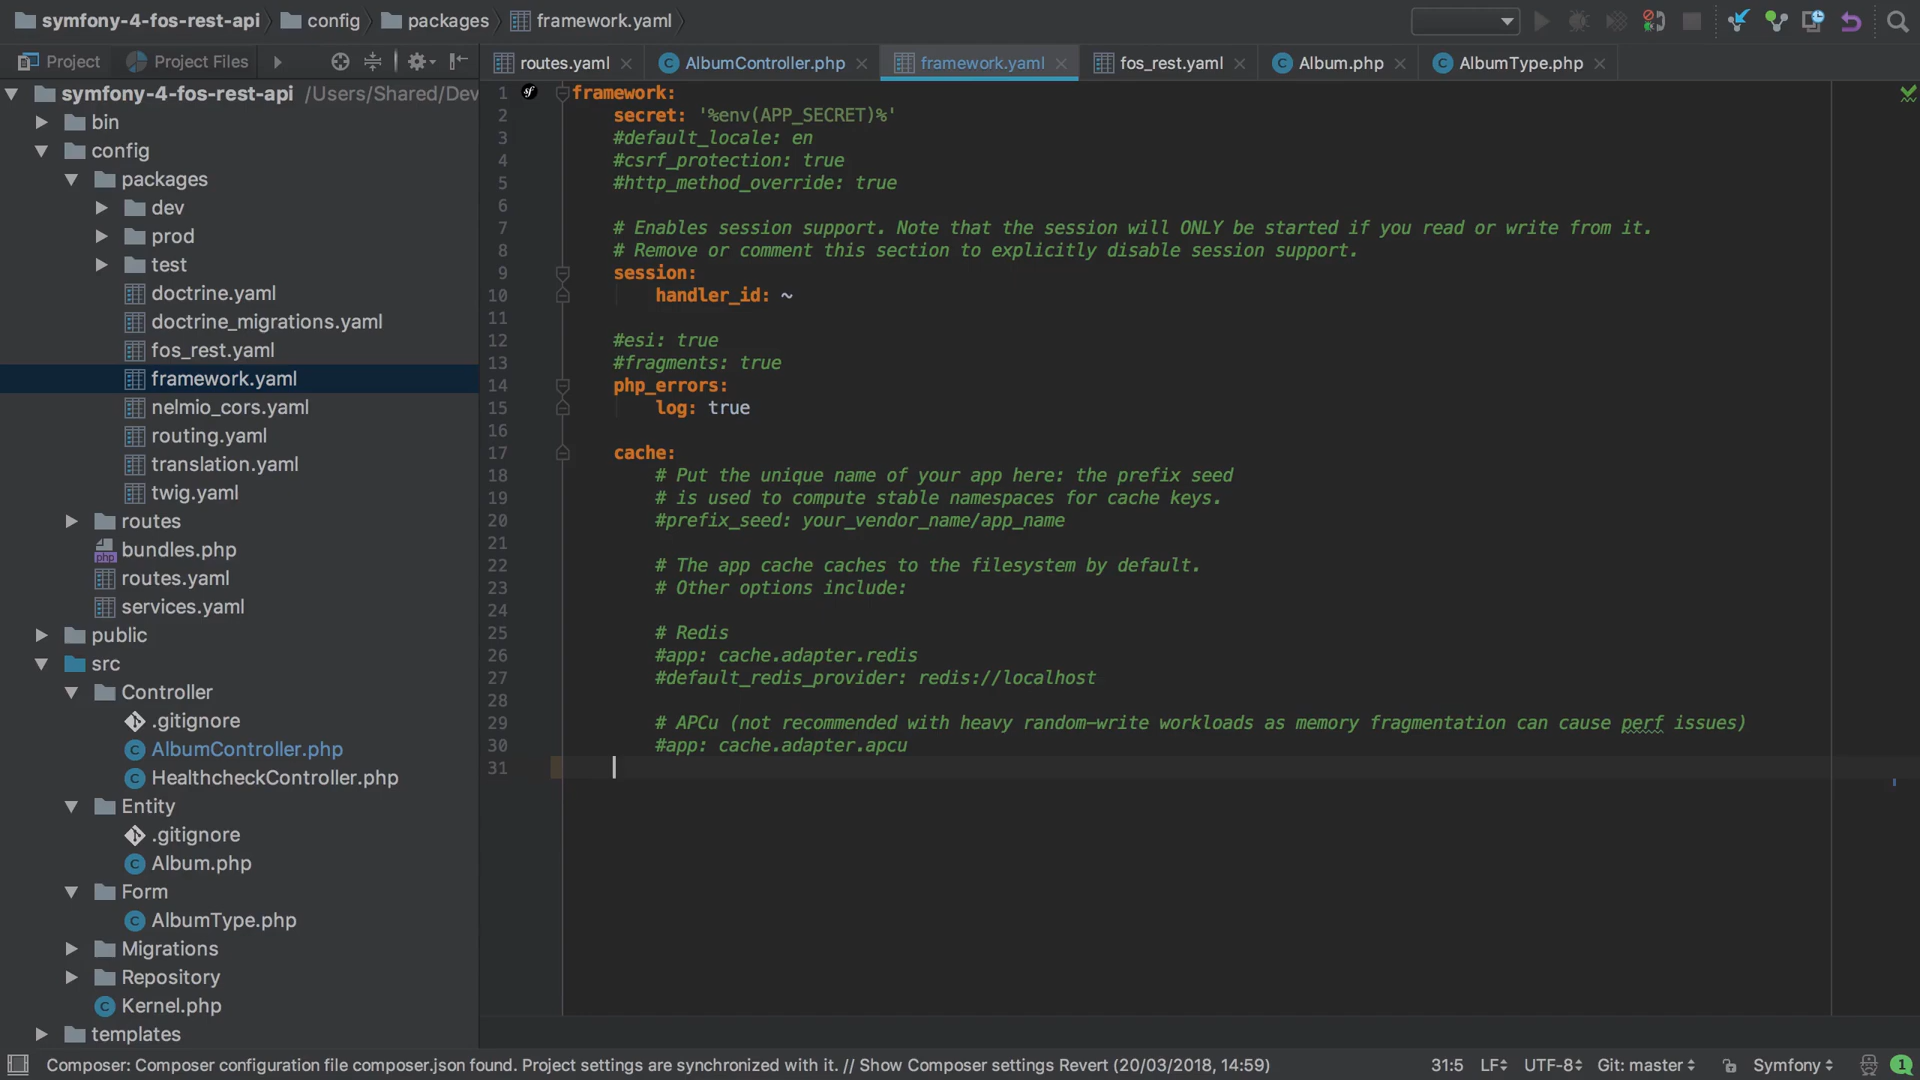 symfony-4-fos-rest-api config packages framework.yaml
Project Project Files
routes.yaml AlbumController.php framework.yaml fos_rest.yaml Album.php AlbumType.php
symfony-4-fos-rest-api /Users/Shared/Dev
bin
config
packages
dev
prod
test
doctrine.yaml
doctrine_migrations.yaml
fos_rest.yaml
framework.yaml
nelmio_cors.yaml
routing.yaml
translation.yaml
twig.yaml
routes
bundles.php
routes.yaml
services.yaml
public
src
Controller
.gitignore
AlbumController.php
HealthcheckController.php
Entity
.gitignore
Album.php
Form
AlbumType.php
Migrations
Repository
Kernel.php
templates
1 framework:
2 secret: '%env(APP_SECRET)%'
3 #default_locale: en
4 #csrf_protection: true
5 #http_method_override: true
6
7 # Enables session support. Note that the session will ONLY be started if you read or write from it.
8 # Remove or comment this section to explicitly disable session support.
9 session:
10 handler_id: ~
11
12 #esi: true
13 #fragments: true
14 php_errors:
15 log: true
16
17 cache:
18 # Put the unique name of your app here: the prefix seed
19 # is used to compute stable namespaces for cache keys.
20 #prefix_seed: your_vendor_name/app_name
21
22 # The app cache caches to the filesystem by default.
23 # Other options include:
24
25 # Redis
26 #app: cache.adapter.redis
27 #default_redis_provider: redis://localhost
28
29 # APCu (not recommended with heavy random-write workloads as memory fragmentation can cause perf issues)
30 #app: cache.adapter.apcu
31
Composer: Composer configuration file composer.json found. Project settings are synchronized with it. // Show Composer settings Revert (20/03/2018, 14:59) 31:5 LF UTF-8 Git: master Symfony 1